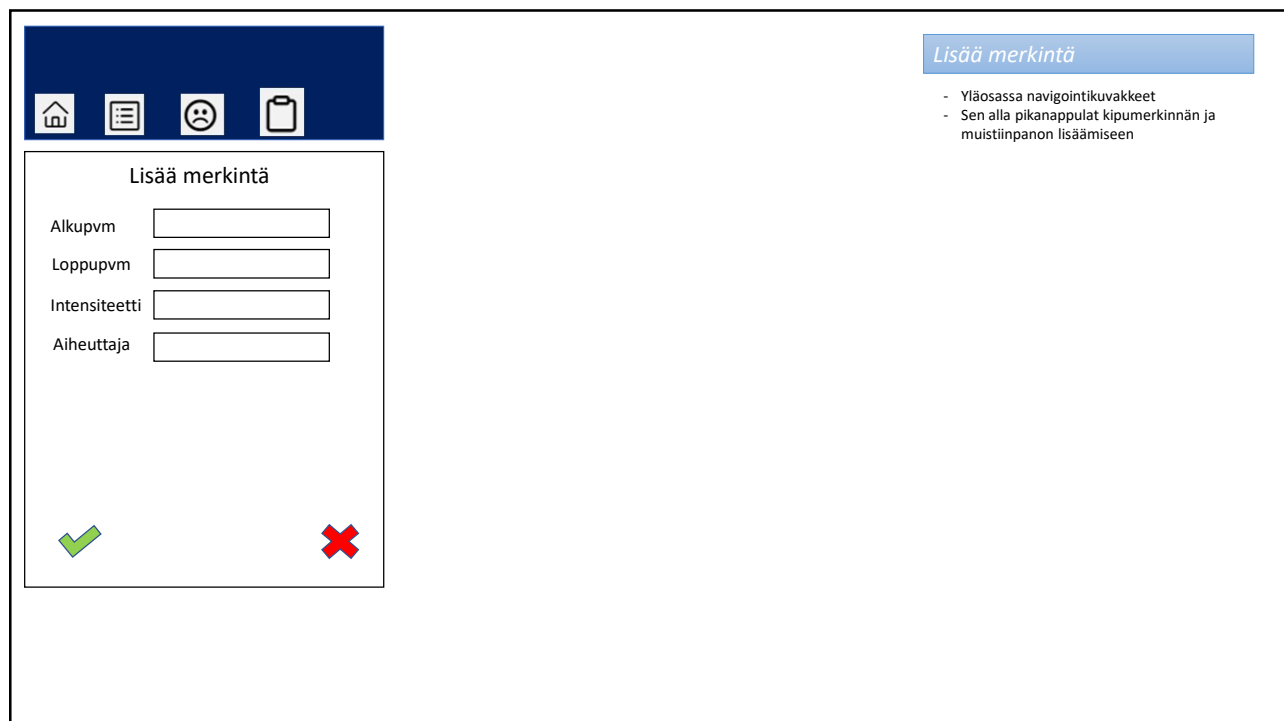 Lisää merkintä
Alkupvm
Loppupvm
Intensiteetti
Aiheuttaja
Lisää merkintä
- Yläosassa navigointikuvakkeet
- Sen alla pikanappulat kipumerkinnän ja
muistiinpanon lisäämiseen